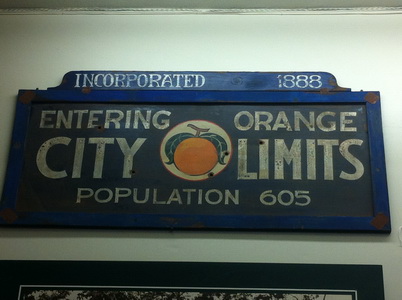 INCORPORATED 1888
ENTERING ORANGE
CITY LIMITS
POPULATION 605